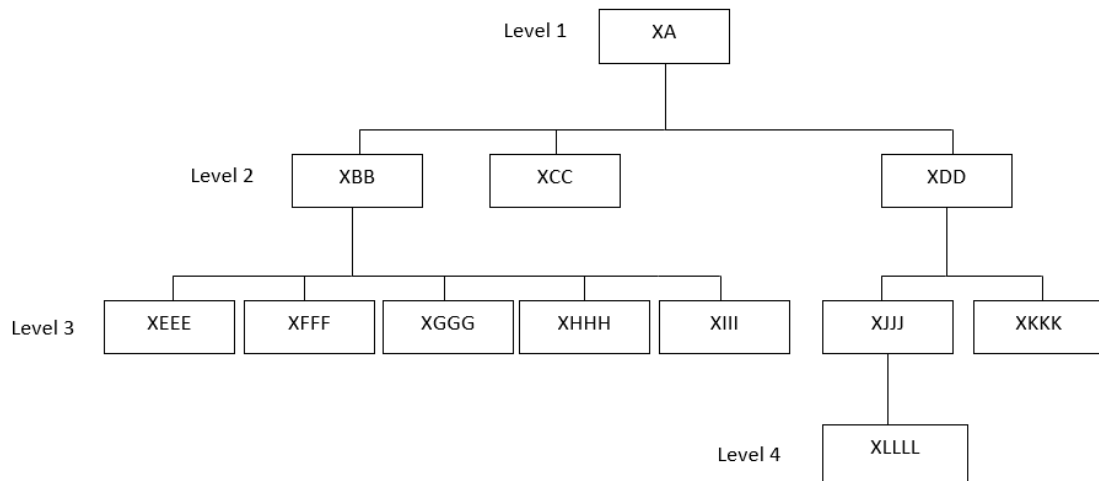 Level 1
XA
Level 2
XBB
XCC
XDD
Level 3
XEEE
XFFF
XGGG
XHHH
XIII
XJJJ
XKKK
Level 4
XLLLL